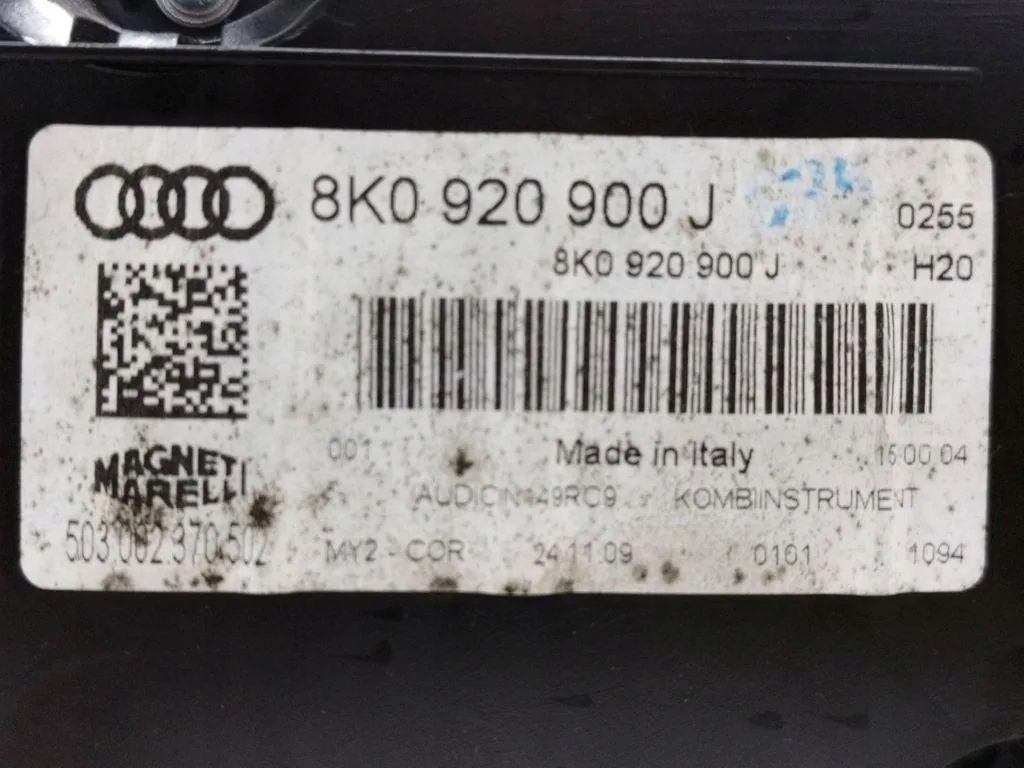 8K0 920 900 J
0255
8K0 920 900 J
H20
MAGNETI
MARELLI
001
Made in Italy
15:00 04
KOMBIINSTRUMENT
503.002.370.502
MY2 - COR
24.11.09
0101
1094